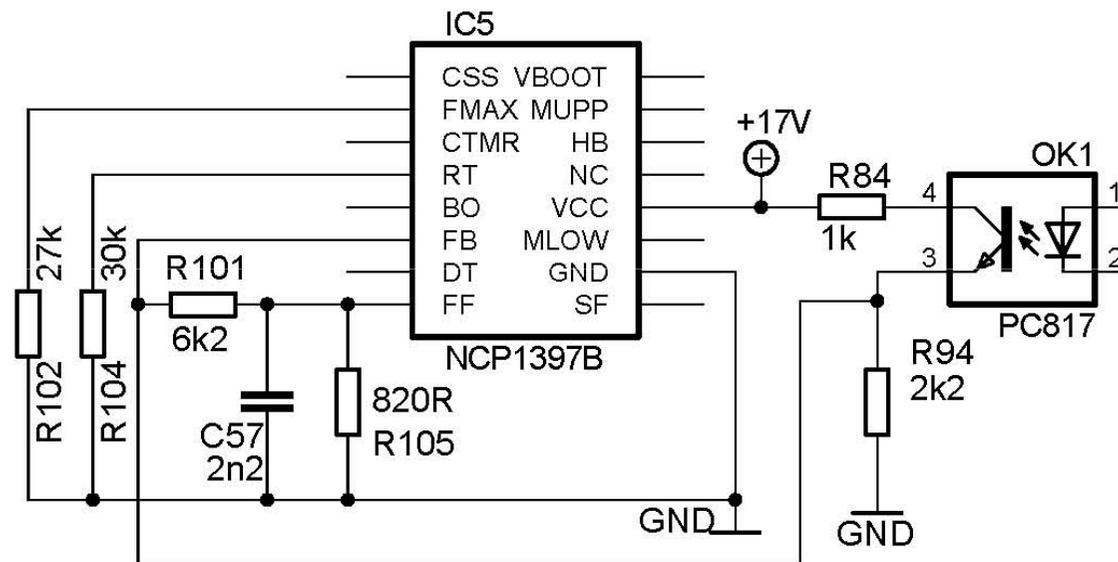 IC5
CSS VBOOT
FMAX MUPP
CTMR HB
RT NC
BO VCC
FB MLOW
DT GND
FF SF
NCP1397B
+17V
R84
1k
OK1
4
3
1
2
PC817
27k
R102
30k
R104
R101
6k2
C57
2n2
820R
R105
R94
2k2
GND
GND